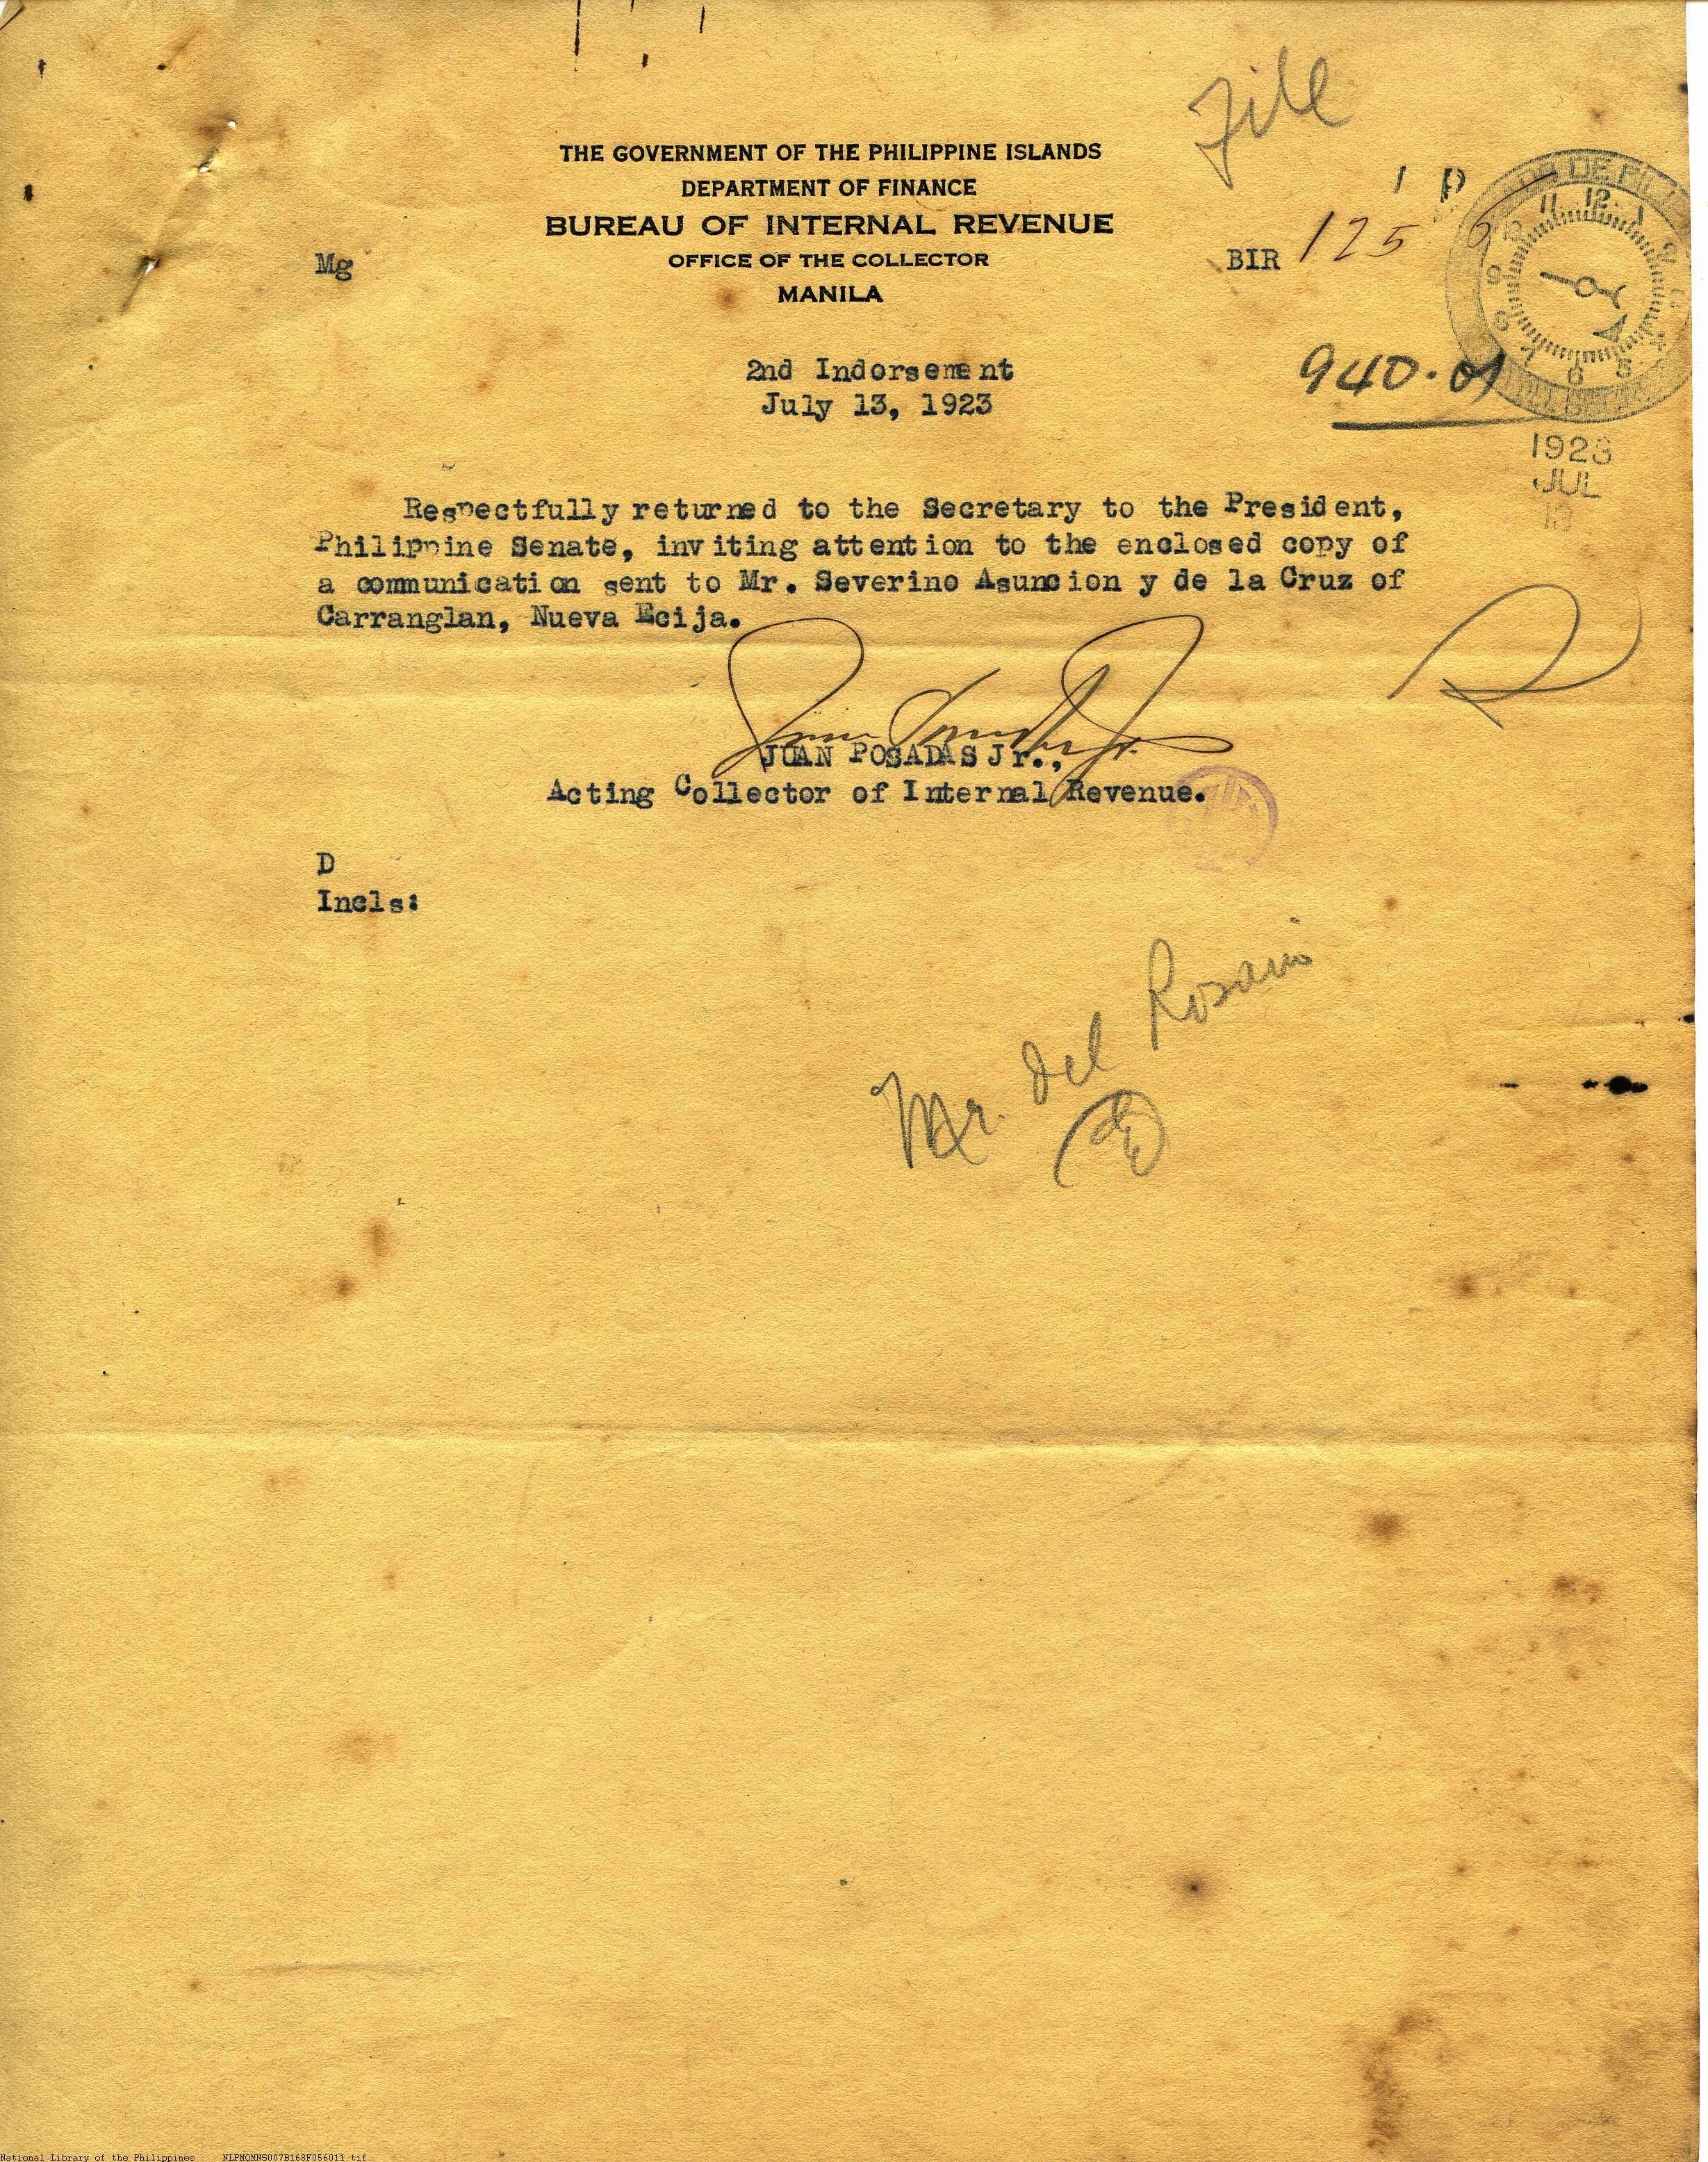 File
THE GOVERNMENT OF THE PHILIPPINE ISLANDS
DEPARTMENT OF FINANCE
BUREAU OF INTERNAL REVENUE
OFFICE OF THE COLLECTOR
MANILA
Mg
BIR 125
940.01
2nd Indorsement
July 13, 1923
1923
JUL
13
Respectfully returned to the Secretary to the President,
Philippine Senate, inviting attention to the enclosed copy of
a communication sent to Mr. Severino Asuncion y de la Cruz of
Carranglan, Nueva Ecija.
JUAN POSADAS Jr.,
Acting Collector of Internal Revenue.
D
Incls:
Mr. del Rosario
National Library of the Philippines NLPMQMNS007B168F056011.tif